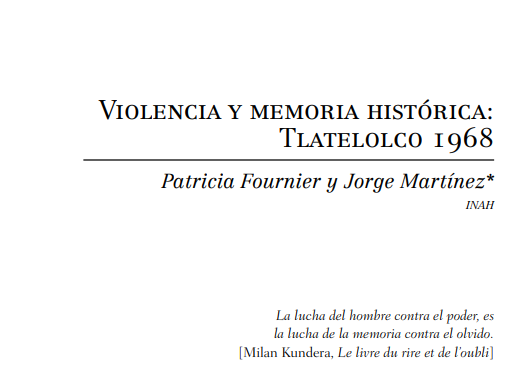 Violencia y memoria histórica:
Tlatelolco 1968
Patricia Fournier y Jorge Martínez*
INAH
La lucha del hombre contra el poder, es
la lucha de la memoria contra el olvido.
[Milan Kundera, Le livre du rire et de l'oubli]